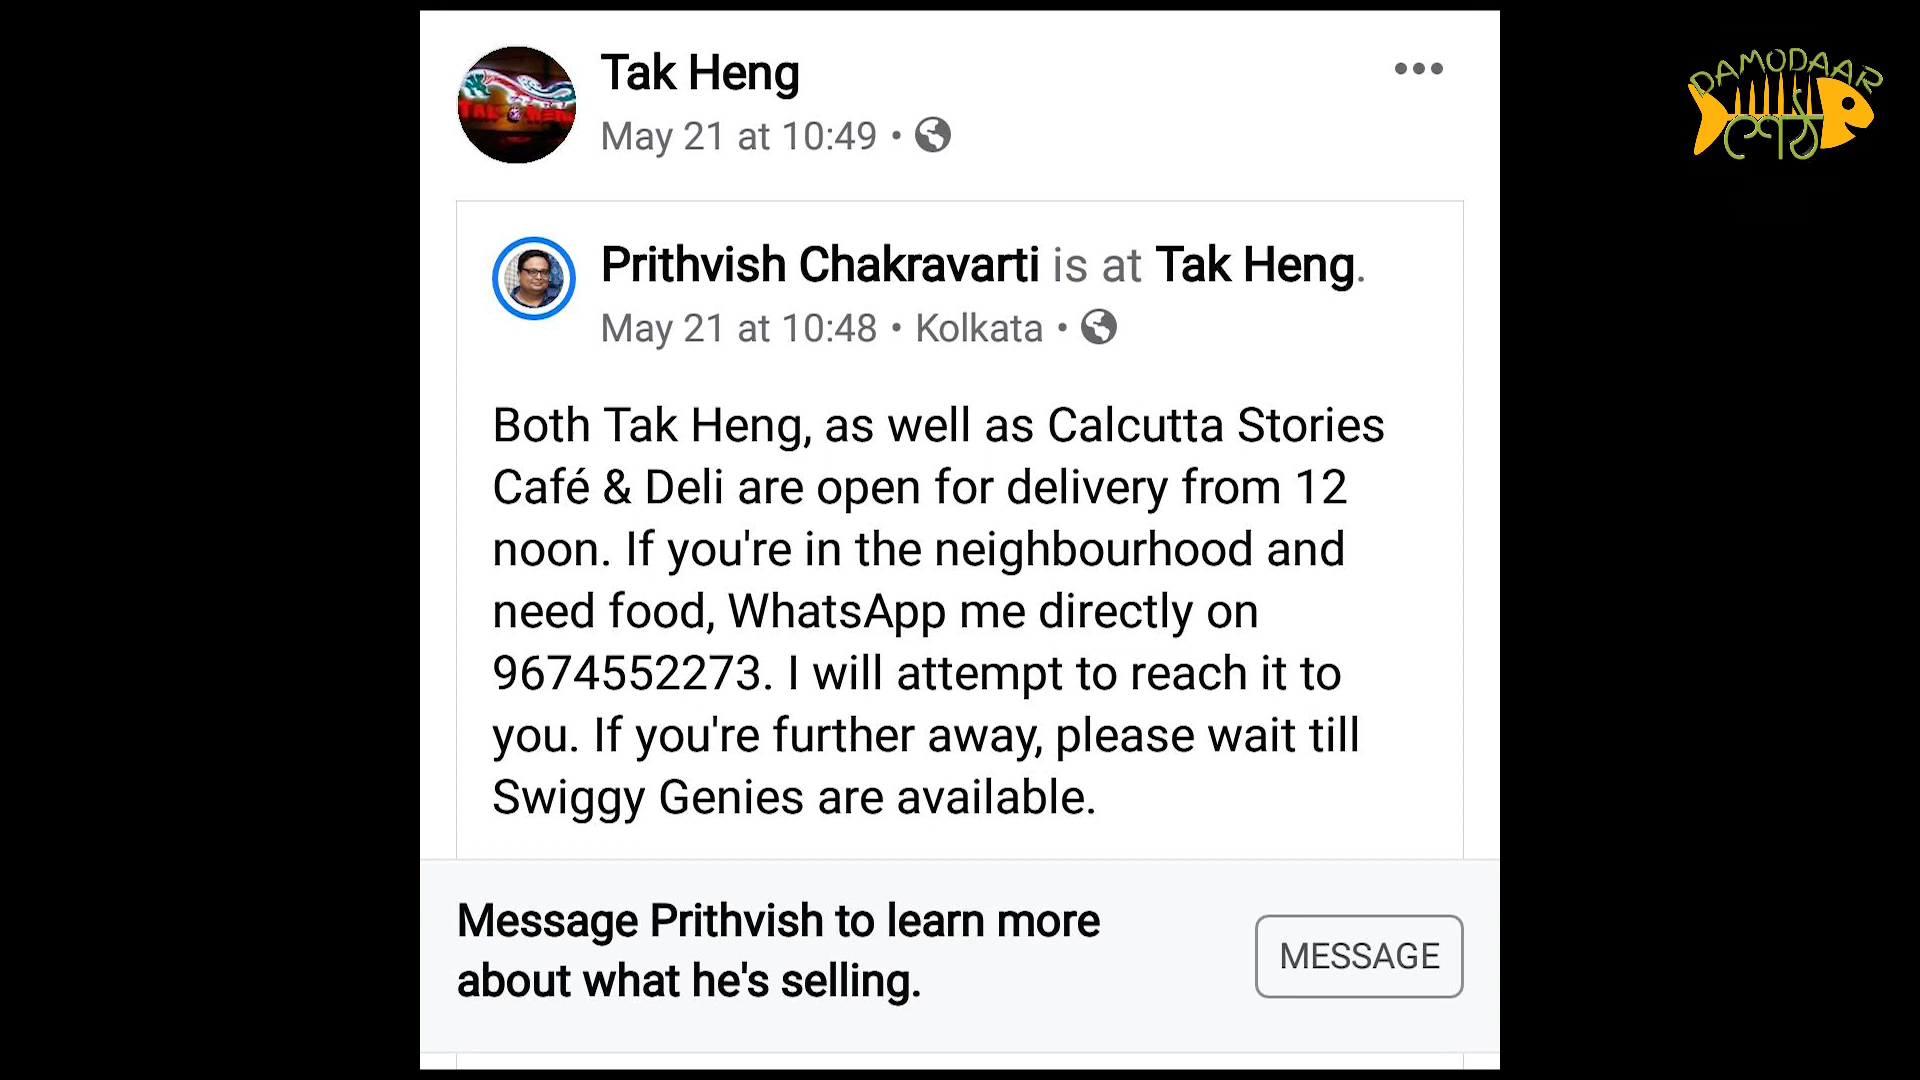 Tak Heng
May 21 at 10:49 •
Prithvish Chakravarti is at Tak Heng.
May 21 at 10:48 • Kolkata •
Both Tak Heng, as well as Calcutta Stories
Café & Deli are open for delivery from 12
noon. If you're in the neighbourhood and
need food, WhatsApp me directly on
9674552273. I will attempt to reach it to
you. If you're further away, please wait till
Swiggy Genies are available.
Message Prithvish to learn more
about what he's selling.
MESSAGE
DAMODAAR